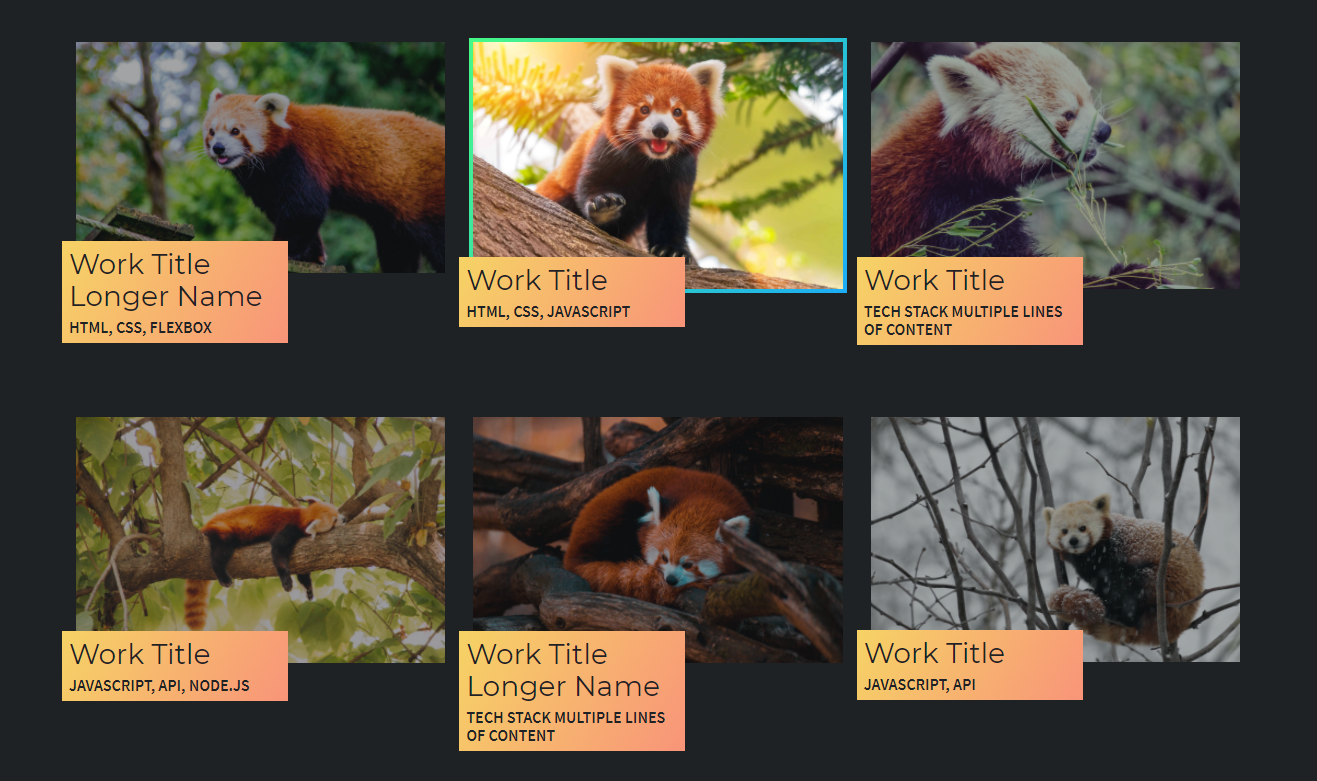 Work Title
Longer Name
HTML, CSS, FLEXBOX
Work Title
HTML, CSS, JAVASCRIPT
Work Title
TECH STACK MULTIPLE LINES
OF CONTENT
Work Title
JAVASCRIPT, API, NODE.JS
Work Title
Longer Name
TECH STACK MULTIPLE LINES
OF CONTENT
Work Title
JAVASCRIPT, API